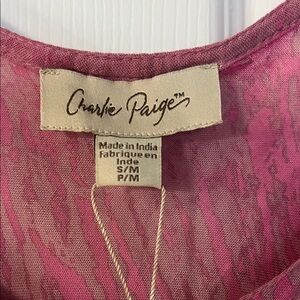 Charlie Paige™
Made in India
Fabriqué en
Inde
S/M
P/M